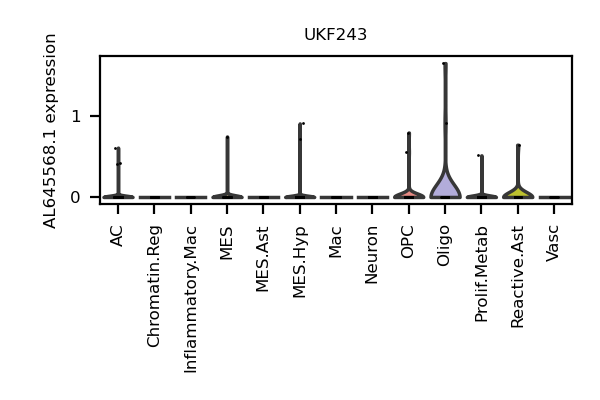 UKF243
AL645568.1 expression
1
0
AC
Chromatin.Reg
Inflammatory.Mac
MES
MES.Ast
MES.Hyp
Mac
Neuron
OPC
Oligo
Prolif.Metab
Reactive.Ast
Vasc